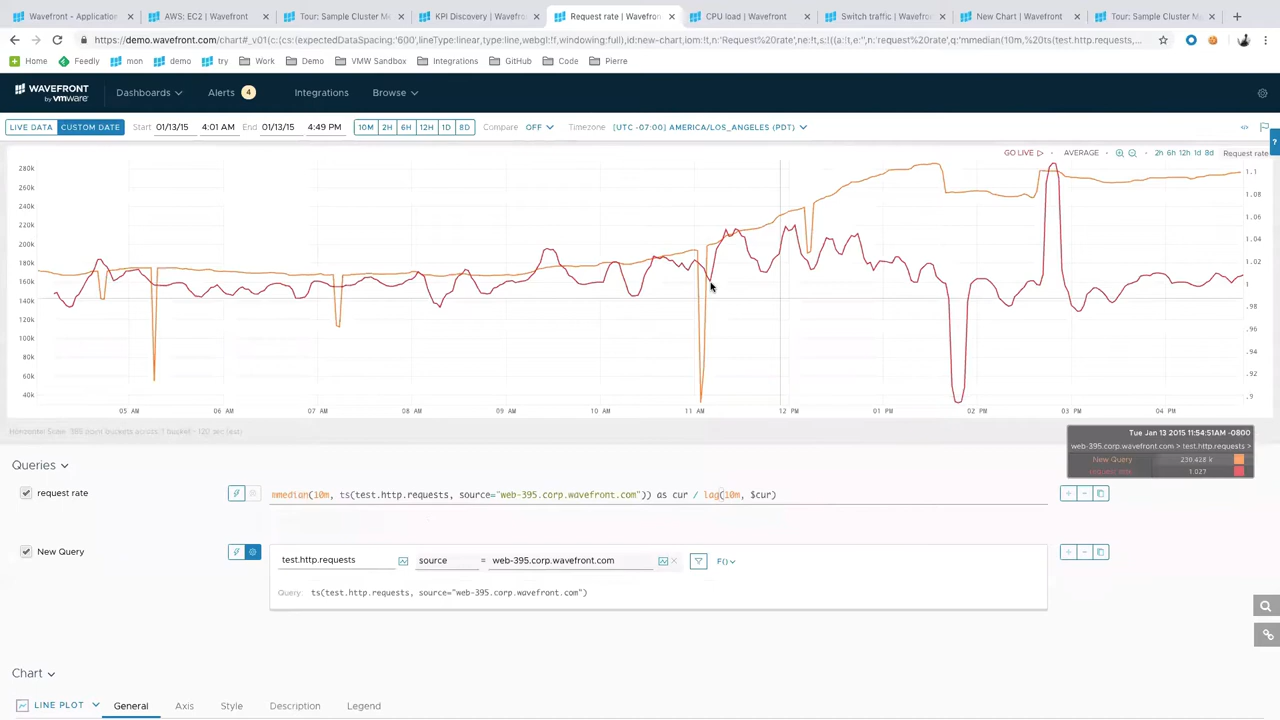 Wavefront - Application
AWS: EC2 | Wavefront
Tour: Sample Cluster M
KPI Discovery | Wavefro
Request rate | Wavefron
CPU load | Wavefront
Switch traffic | Wavefro
New Chart | Wavefront
Tour: Sample Cluster M
https://demo.wavefront.com/chart#_v01(c:(cs:(expectedDataSpacing:'600',lineType:linear,type:line,webgl:!f,windowing:full),id:new-chart,iom:!t,n:'Request%20rate',ne:!t,s:!((a:!t,e:'',n:'request%20rate',q:'mmedian(10m,%20ts(test.http.requests,...
Home
Feedly
mon
demo
try
Work
Demo
VMW Sandbox
Integrations
GitHub
Code
Pierre
WAVEFRONT
by vmware
Dashboards
Alerts 4
Integrations
Browse
LIVE DATA CUSTOM DATE Start 01/13/15 4:01 AM End 01/13/15 4:49 PM 10M 2H 6H 12H 1D 8D Compare OFF Timezone [UTC -07:00] AMERICA/LOS_ANGELES (PDT) </>
?
GO LIVE AVERAGE 2h 6h 12h 1d 8d Request rate
280k
260k
240k
220k
200k
180k
160k
140k
120k
100k
80k
60k
40k
1.1
1.08
1.06
1.04
1.02
1
.98
.96
.94
.92
.9
05 AM 06 AM 07 AM 08 AM 09 AM 10 AM 11 AM 12 PM 01 PM 02 PM 03 PM 04 PM
Tue Jan 13 2015 11:54:51AM -0800
web-395.corp.wavefront.com > test.http.requests >
New Query 230.428 k
request rate 1.027
Queries
request rate
mmedian(10m, ts(test.http.requests, source="web-395.corp.wavefront.com")) as cur / lag(10m, $cur)
New Query
test.http.requests source = web-395.corp.wavefront.com F()
Query: ts(test.http.requests, source="web-395.corp.wavefront.com")
Chart
LINE PLOT General Axis Style Description Legend